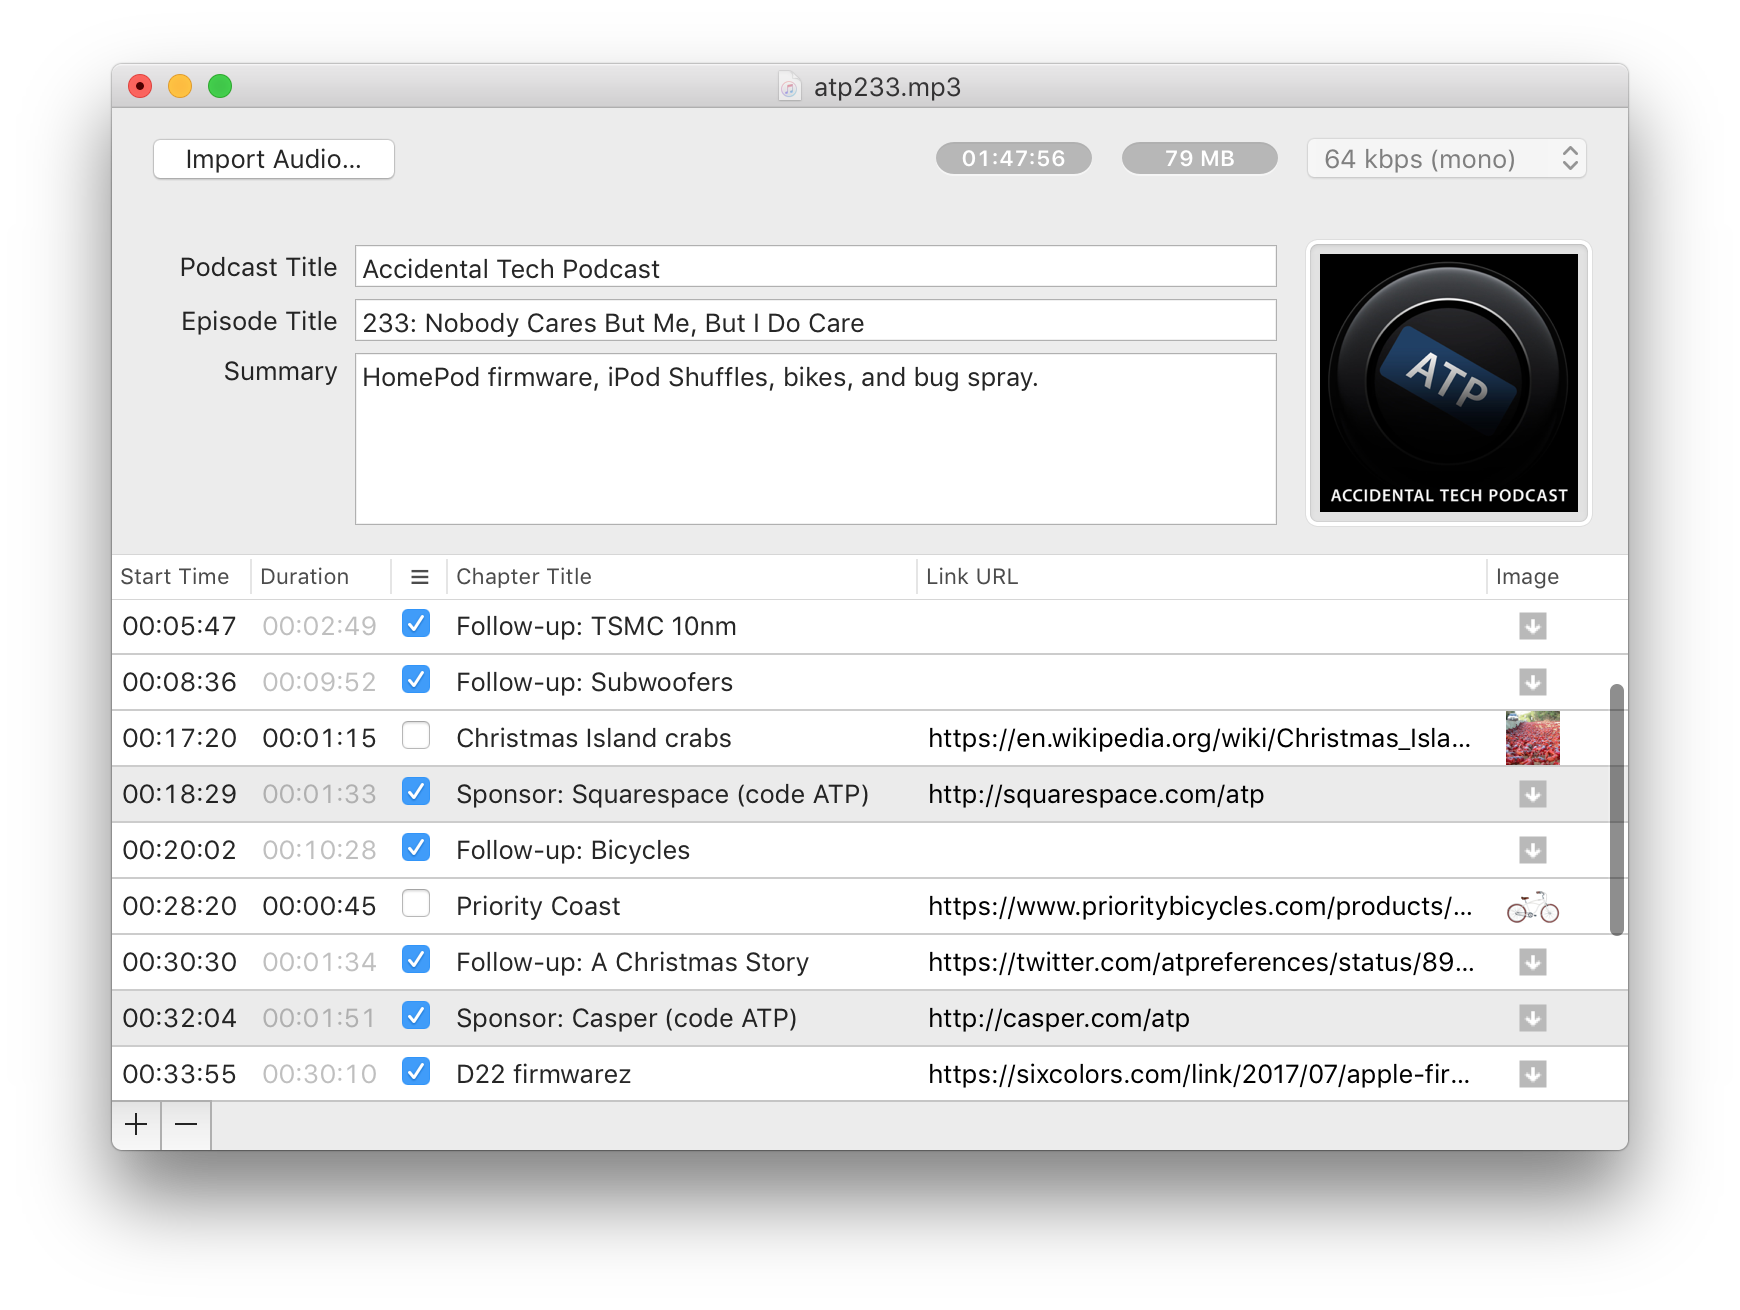 atp233.mp3
Import Audio...
01:47:56
79 MB
64 kbps (mono)
Podcast Title
Accidental Tech Podcast
Episode Title
233: Nobody Cares But Me, But I Do Care
Summary
HomePod firmware, iPod Shuffles, bikes, and bug spray.
ATP
ACCIDENTAL TECH PODCAST
Start Time Duration Chapter Title Link URL Image
00:05:47 00:02:49 Follow-up: TSMC 10nm
00:08:36 00:09:52 Follow-up: Subwoofers
00:17:20 00:01:15 Christmas Island crabs https://en.wikipedia.org/wiki/Christmas_Isla...
00:18:29 00:01:33 Sponsor: Squarespace (code ATP) http://squarespace.com/atp
00:20:02 00:10:28 Follow-up: Bicycles
00:28:20 00:00:45 Priority Coast https://www.prioritybicycles.com/products/...
00:30:30 00:01:34 Follow-up: A Christmas Story https://twitter.com/atpreferences/status/89...
00:32:04 00:01:51 Sponsor: Casper (code ATP) http://casper.com/atp
00:33:55 00:30:10 D22 firmwarez https://sixcolors.com/link/2017/07/apple-fir...